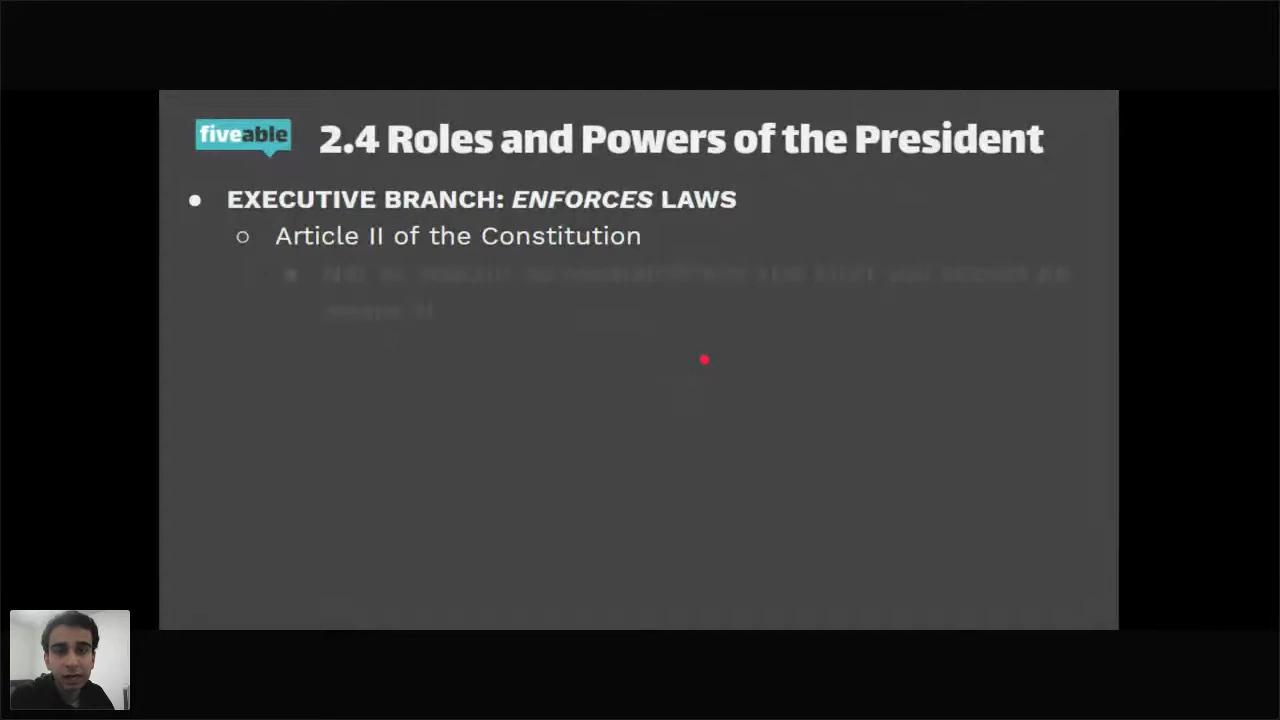 fiveable
2.4 Roles and Powers of the President
● EXECUTIVE BRANCH: ENFORCES LAWS
○ Article II of the Constitution